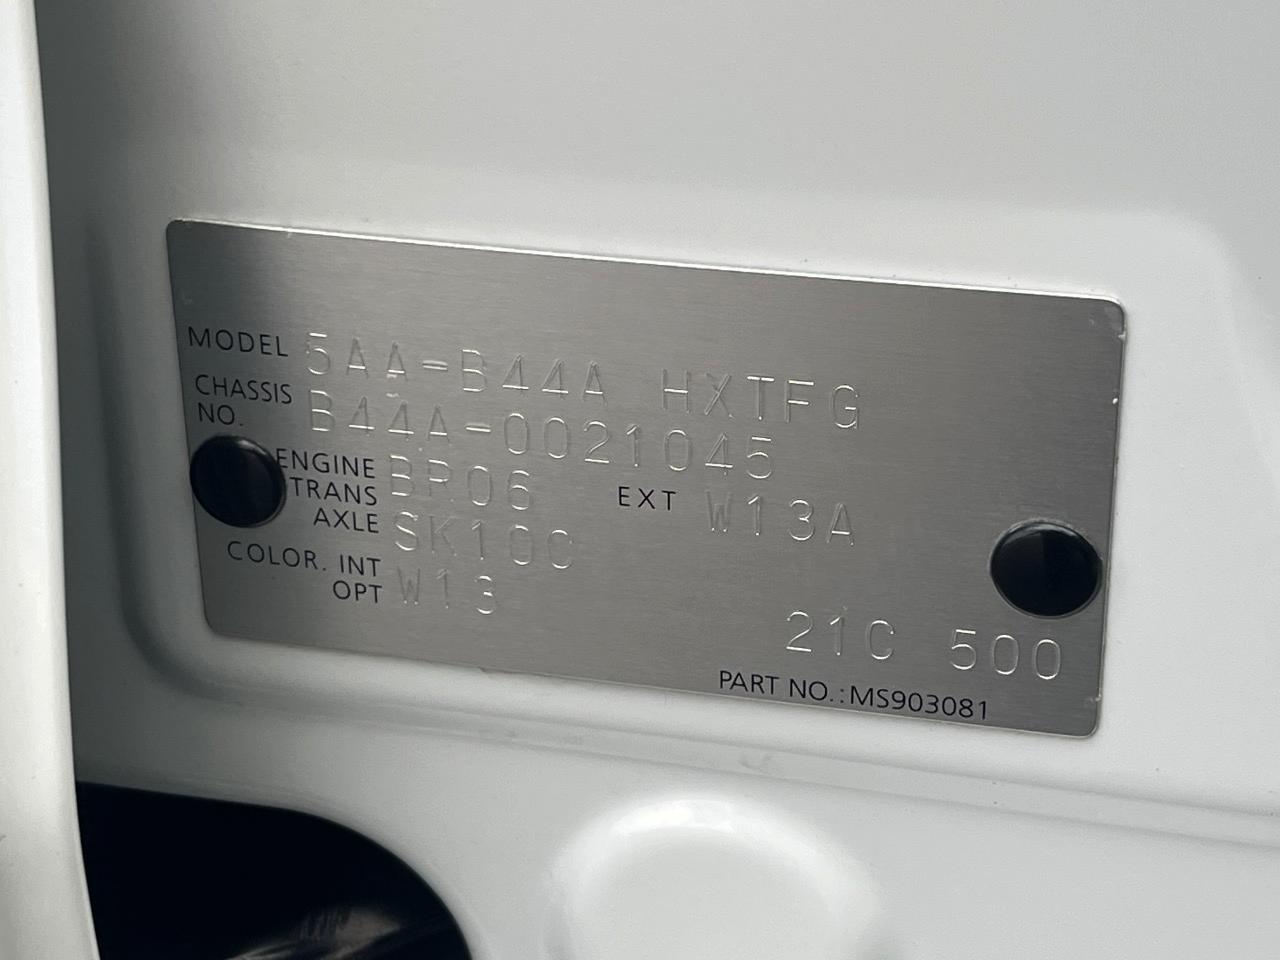 MODEL 5AA-B44A HXTFG
CHASSIS NO. B44A-0021045
ENGINE BR06 EXT W13A
TRANS AXLE SK10C
COLOR. INT OPT W13
21C 500
PART NO.:MS903081